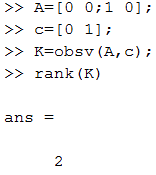 >> A=[0 0;1 0];
>> c=[0 1];
>> K=obsv(A,c);
>> rank(K)
ans =
2